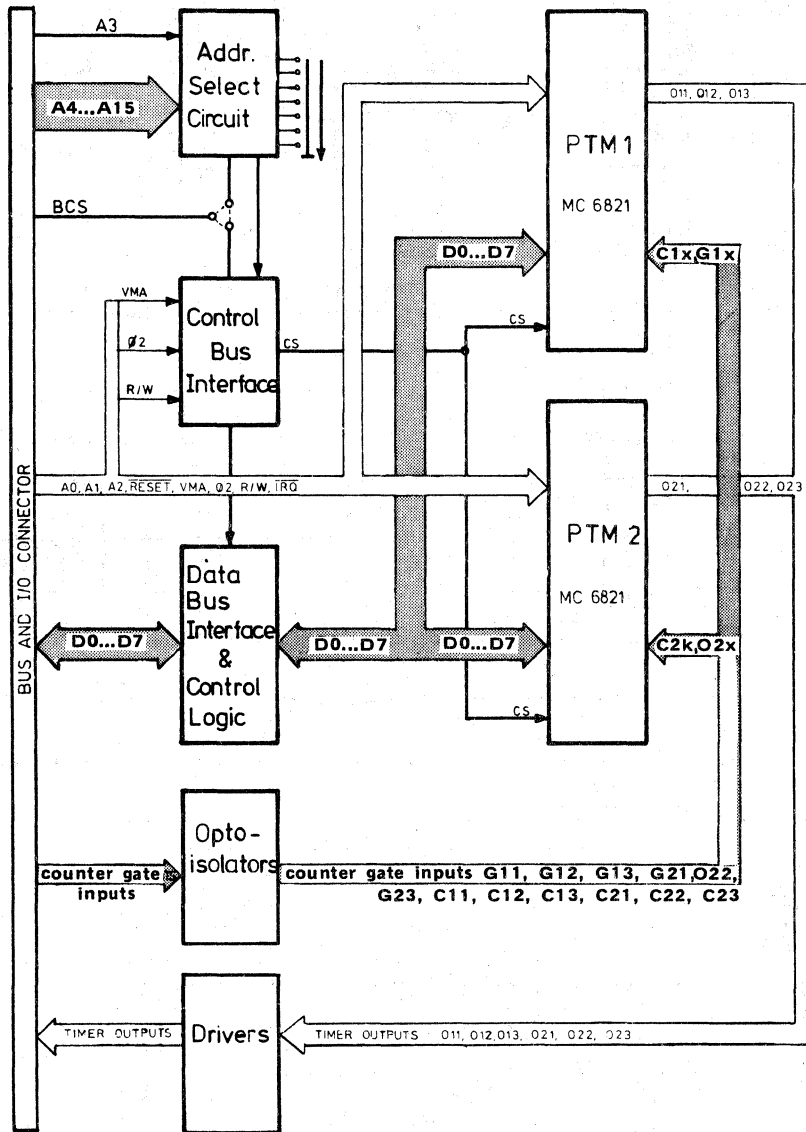 A3
Addr.
Select
Circuit
A4...A15
BCS
PTM 1
MC 6821
O11, O12, O13
D0...D7
C1x,G1x
VMA
Ø2
R/W
Control
Bus
Interface
CS
CS
A0, A1, A2, RESET, VMA, Ø2, R/W, IRQ
PTM 2
MC 6821
O21, O22, O23
BUS AND I/O CONNECTOR
Data
Bus
Interface
&
Control
Logic
D0...D7
D0...D7
D0...D7
C2k,O2x
CS
Opto-
isolators
counter gate
inputs
counter gate inputs G11, G12, G13, G21,O22,
G23, C11, C12, C13, C21, C22, C23
Drivers
TIMER OUTPUTS
TIMER OUTPUTS O11, O12,O13, O21, O22, O23